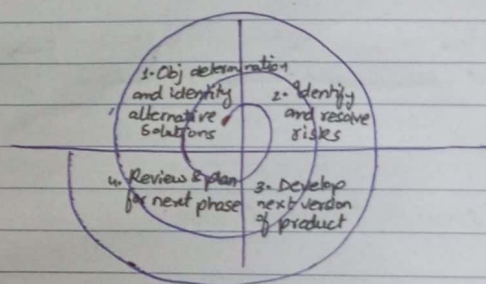 1. Obj determination
and identity
alternative
Solutions
2. Identify
and resolve
risks
3. Develop
next version
of product
4. Review & plan
for next phase